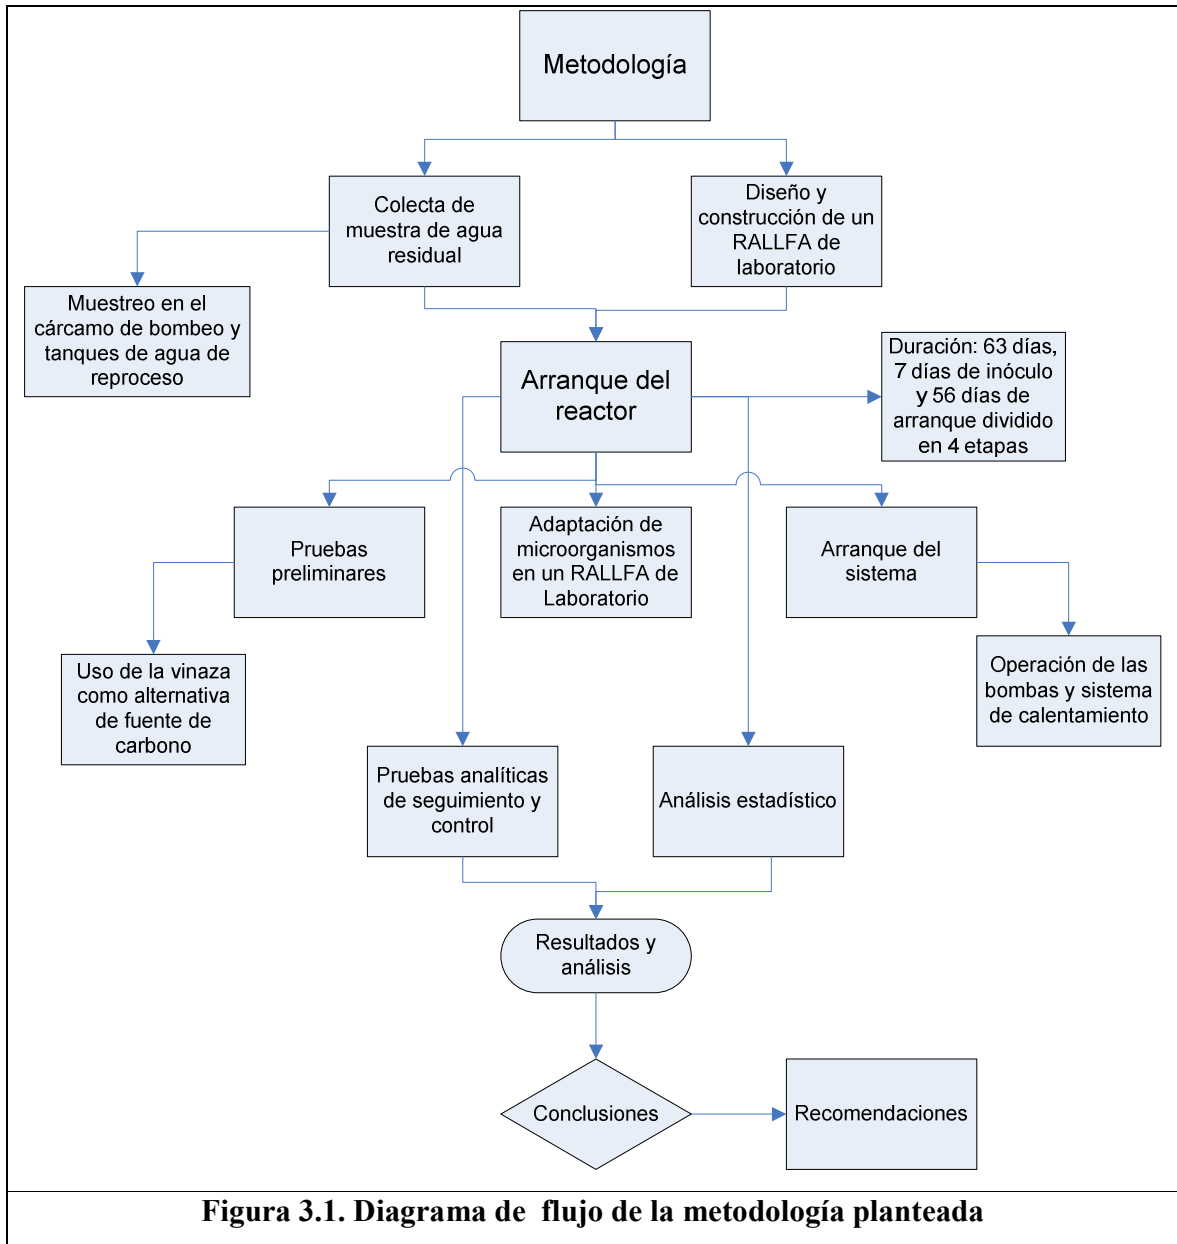 Metodología
Colecta de
muestra de agua
residual
Diseño y
construcción de un
RALLFA de
laboratorio
Muestreo en el
cárcamo de bombeo y
tanques de agua de
reproceso
Arranque del
reactor
Duración: 63 días,
7 días de inóculo
y 56 días de
arranque dividido
en 4 etapas
Pruebas
preliminares
Adaptación de
microorganismos
en un RALLFA de
Laboratorio
Arranque del
sistema
Uso de la vinaza
como alternativa
de fuente de
carbono
Operación de las
bombas y sistema
de calentamiento
Pruebas analíticas
de seguimiento y
control
Análisis estadístico
Resultados y
análisis
Conclusiones
Recomendaciones
Figura 3.1. Diagrama de  flujo de la metodología planteada